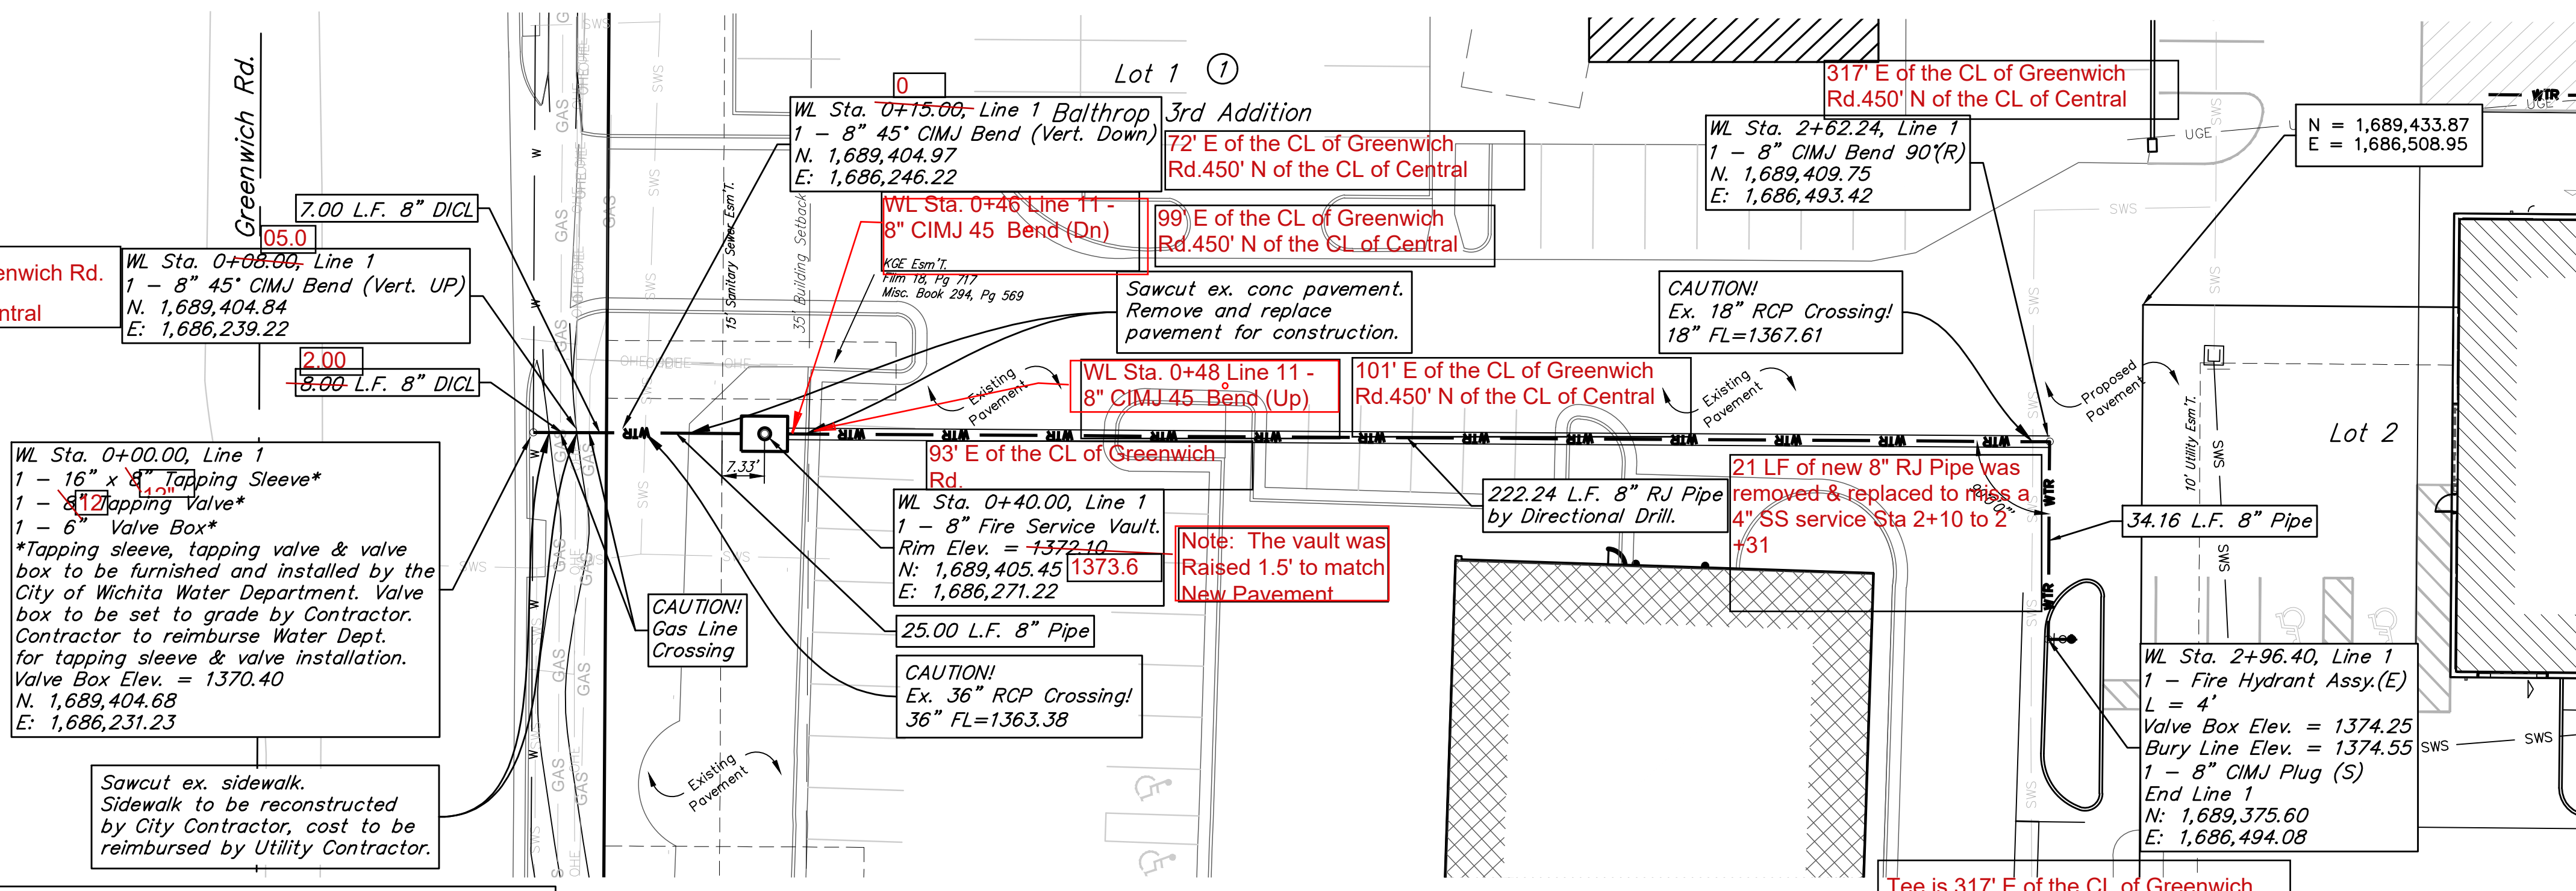 Greenwich Rd.
Lot 1 1
Balthrop 3rd Addition
0
WL Sta. 0+15.00, Line 1
1 - 8" 45° CIMJ Bend (Vert. Down)
N. 1,689,404.97
E: 1,686,246.22
72' E of the CL of Greenwich
Rd.450' N of the CL of Central
317' E of the CL of Greenwich
Rd.450' N of the CL of Central
WL Sta. 2+62.24, Line 1
1 - 8" CIMJ Bend 90°(R)
N. 1,689,409.75
E: 1,686,493.42
N = 1,689,433.87
E = 1,686,508.95
WTR
UGE
UGE
7.00 L.F. 8" DICL
05.0
WL Sta. 0+08.00, Line 1
1 - 8" 45° CIMJ Bend (Vert. UP)
N. 1,689,404.84
E: 1,686,239.22
enwich Rd.
ntral
2.00
8.00 L.F. 8" DICL
WL Sta. 0+46 Line 11 -
8" CIMJ 45 Bend (Dn)
99' E of the CL of Greenwich
Rd.450' N of the CL of Central
15' Sanitary Sewer Esm'T.
35' Building Setback
KGE Esm'T.
Film 18, Pg 717
Misc. Book 294, Pg 569
Sawcut ex. conc pavement.
Remove and replace
pavement for construction.
CAUTION!
Ex. 18" RCP Crossing!
18" FL=1367.61
WL Sta. 0+48 Line 11 -
8" CIMJ 45 Bend (Up)
101' E of the CL of Greenwich
Rd.450' N of the CL of Central
Existing
Pavement
Existing
Pavement
Proposed
Pavement
10' Utility Esm'T.
Lot 2
WL Sta. 0+00.00, Line 1
1 - 16" x 8" Tapping Sleeve*
12"
1 - 8" Tapping Valve*
12
1 - 6" Valve Box*
*Tapping sleeve, tapping valve & valve
box to be furnished and installed by the
City of Wichita Water Department. Valve
box to be set to grade by Contractor.
Contractor to reimburse Water Dept.
for tapping sleeve & valve installation.
Valve Box Elev. = 1370.40
N. 1,689,404.68
E: 1,686,231.23
7.33'
93' E of the CL of Greenwich
Rd.
WL Sta. 0+40.00, Line 1
1 - 8" Fire Service Vault.
Rim Elev. = 1372.10
N: 1,689,405.45
E: 1,686,271.22
1373.6
Note: The vault was
Raised 1.5' to match
New Pavement
222.24 L.F. 8" RJ Pipe
by Directional Drill.
21 LF of new 8" RJ Pipe was
removed & replaced to miss a
4" SS service Sta 2+10 to 2
+31
34.16 L.F. 8" Pipe
CAUTION!
Gas Line
Crossing
25.00 L.F. 8" Pipe
CAUTION!
Ex. 36" RCP Crossing!
36" FL=1363.38
Existing
Pavement
Sawcut ex. sidewalk.
Sidewalk to be reconstructed
by City Contractor, cost to be
reimbursed by Utility Contractor.
WL Sta. 2+96.40, Line 1
1 - Fire Hydrant Assy.(E)
L = 4'
Valve Box Elev. = 1374.25
Bury Line Elev. = 1374.55
1 - 8" CIMJ Plug (S)
End Line 1
N: 1,689,375.60
E: 1,686,494.08
SWS
SWS
Tee is 317' E of the CL of Greenwich